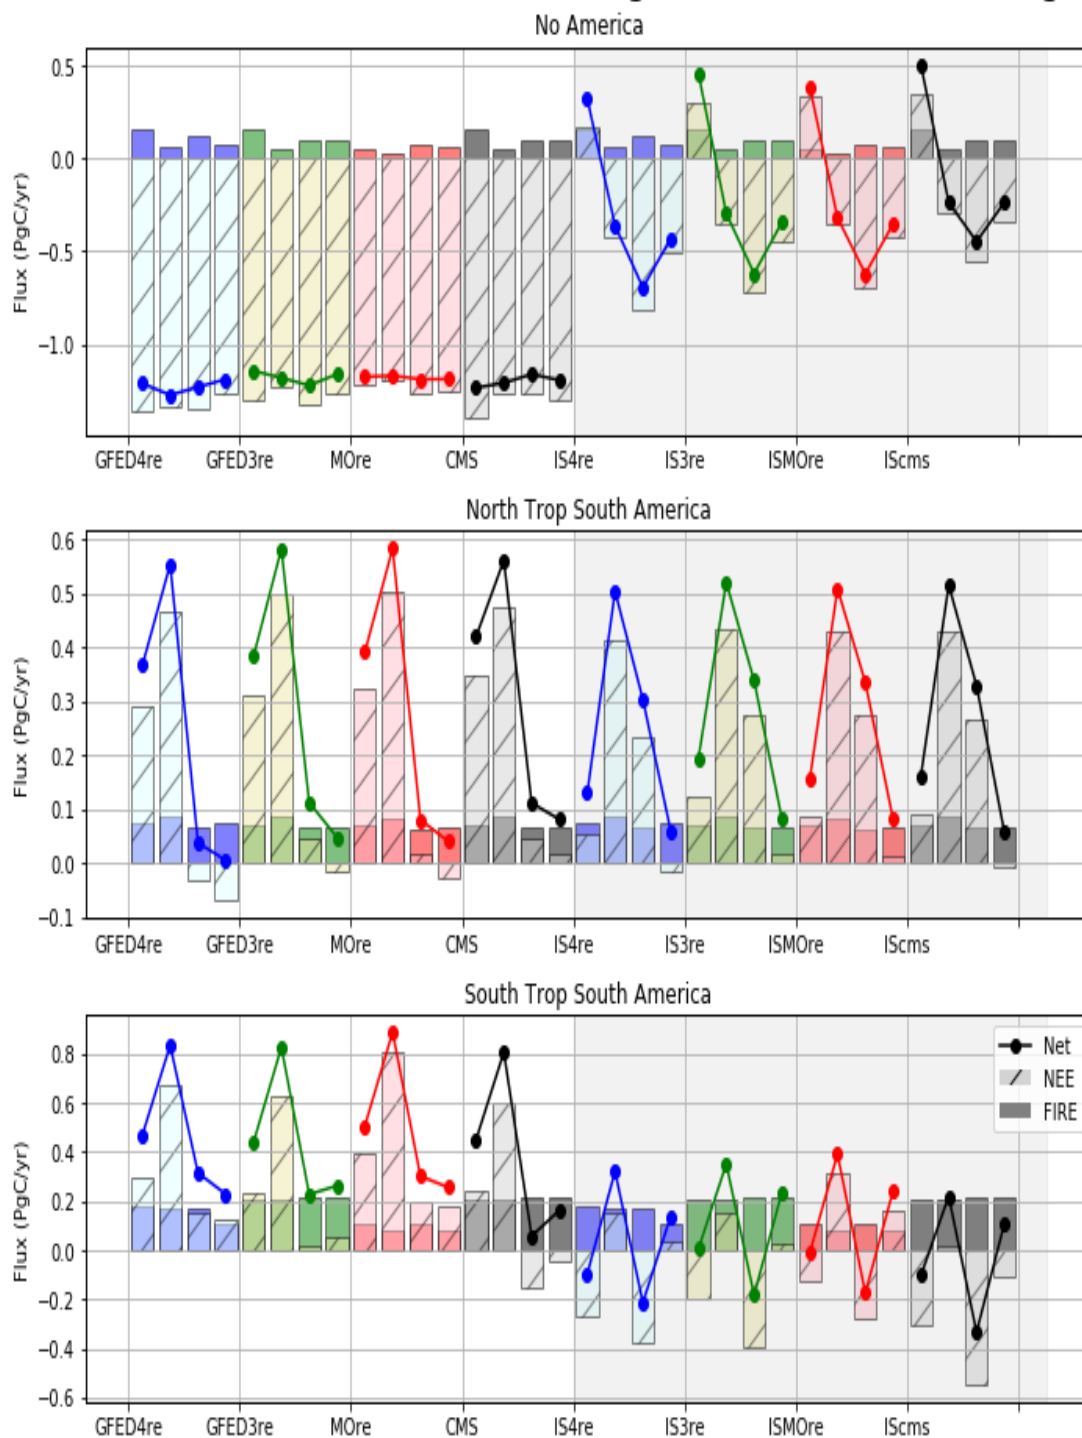 No America
0.5
0.0
−0.5
−1.0
Flux (PgC/yr)
GFED4re GFED3re MOre CMS IS4re IS3re ISMOre IScms
North Trop South America
0.6
0.5
0.4
0.3
0.2
0.1
0.0
−0.1
Flux (PgC/yr)
GFED4re GFED3re MOre CMS IS4re IS3re ISMOre IScms
South Trop South America
0.8
0.6
0.4
0.2
0.0
−0.2
−0.4
−0.6
Flux (PgC/yr)
Net
NEE
FIRE
GFED4re GFED3re MOre CMS IS4re IS3re ISMOre IScms